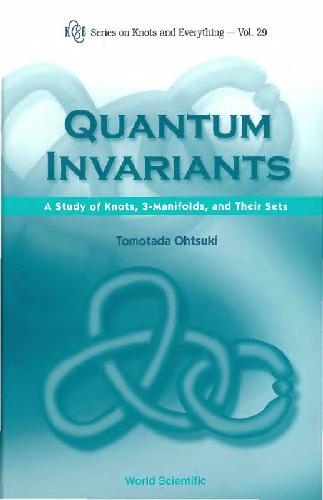 K&E Series on Knots and Everything — Vol. 29
QUANTUM
INVARIANTS
A Study of Knots, 3-Manifolds, and Their Sets
Tomotada Ohtsuki
World Scientific